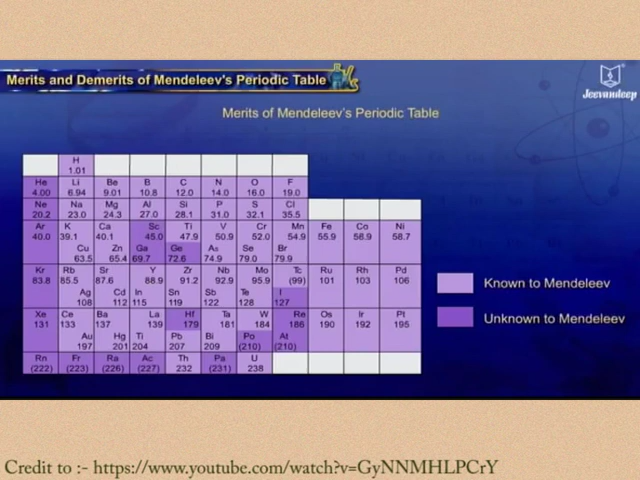 Merits and Demerits of Mendeleev's Periodic Table
Jeevandeep
Merits of Mendeleev's Periodic Table
H
1.01
He Li Be B C N O F
4.00 6.94 9.01 10.8 12.0 14.0 16.0 19.0
Ne Na Mg Al Si P S Cl
20.2 23.0 24.3 27.0 28.1 31.0 32.1 35.5
Ar K Ca Sc Ti V Cr Mn Fe Co Ni
40.0 39.1 40.1 45.0 47.9 50.9 52.0 54.9 55.9 58.9 58.7
Cu Zn Ga Ge As Se Br
63.5 65.4 69.7 72.6 74.9 79.0 79.9
Kr Rb Sr Y Zr Nb Mo Tc Ru Rh Pd
83.8 85.5 87.6 88.9 91.2 92.9 95.9 (99) 101 103 106
Ag Cd In Sn Sb Te I
108 112 115 119 122 128 127
Xe Ce Ba La Hf Ta W Re Os Ir Pt
131 133 137 139 179 181 184 186 190 192 195
Au Hg Ti Pb Bi Po At
197 201 204 207 209 (210) (210)
Rn Fr Ra Ac Th Pa U
(222) (223) (226) (227) 232 (231) 238
Known to Mendeleev
Unknown to Mendeleev
Credit to :- https://www.youtube.com/watch?v=GyNNMHLPCrY